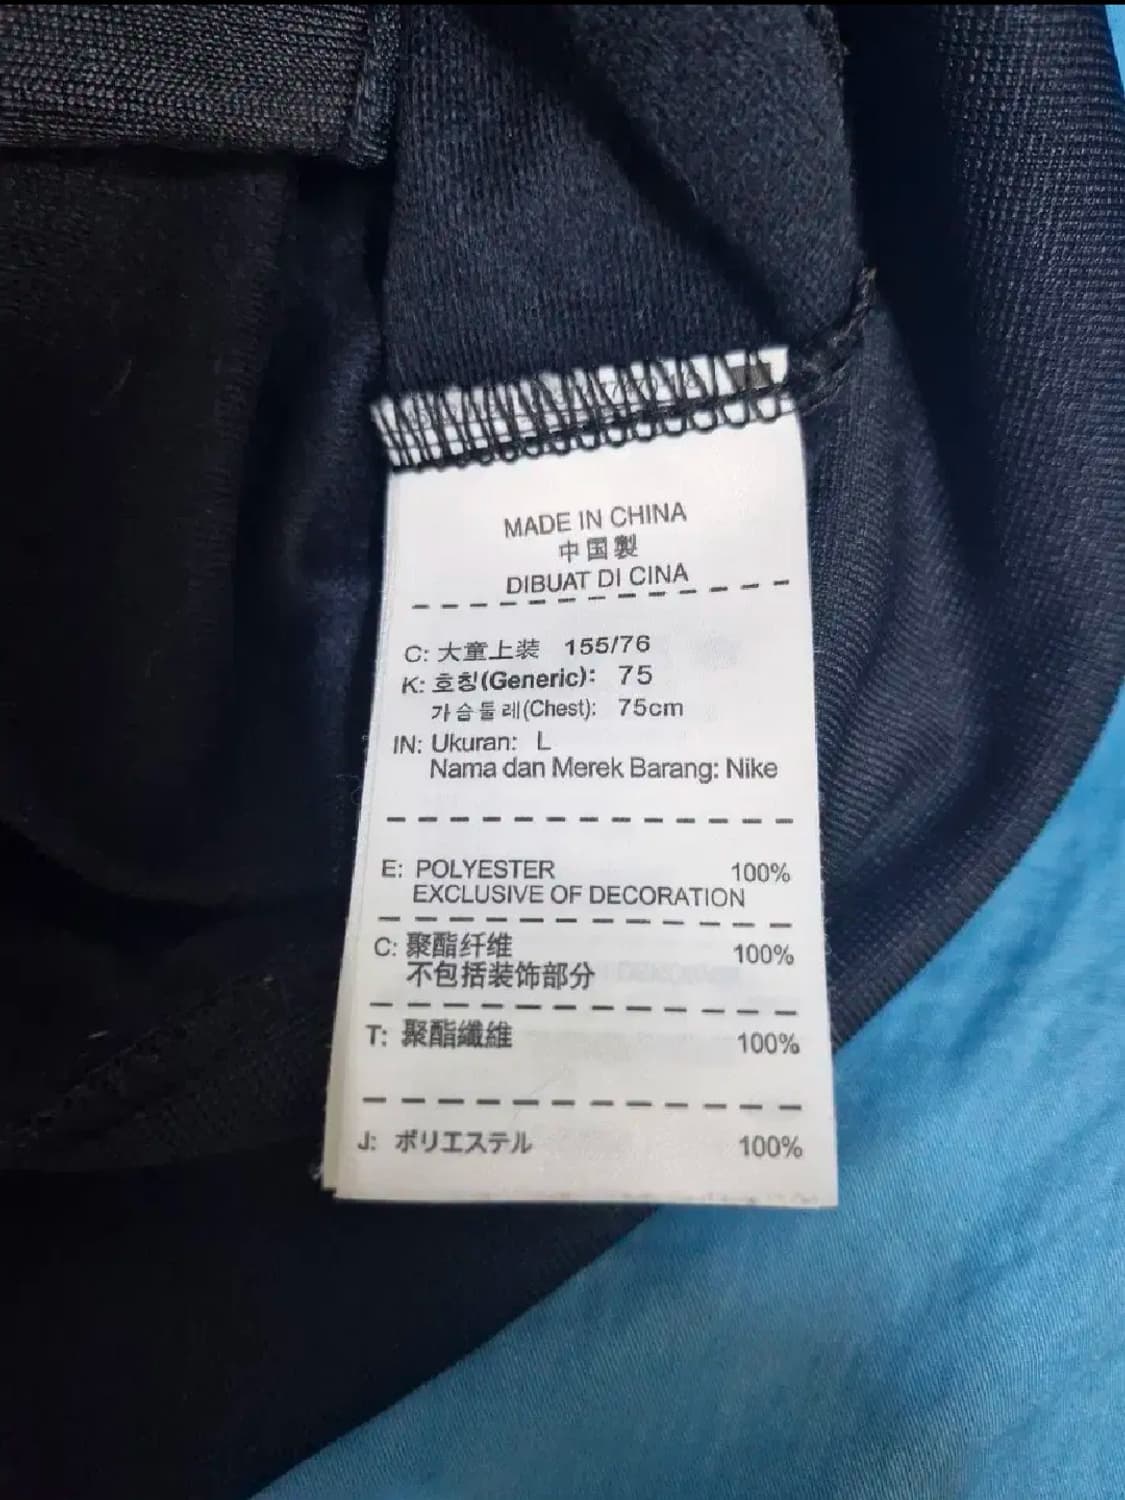 MADE IN CHINA
中国製
DIBUAT DI CINA
C: 大童上装 155/76
K: 호칭(Generic): 75
가슴둘레(Chest): 75cm
IN: Ukuran: L
Nama dan Merek Barang: Nike
E: POLYESTER 100%
EXCLUSIVE OF DECORATION
C: 聚酯纤维 100%
不包括装饰部分
T: 聚酯纖維 100%
J: ポリエステル 100%